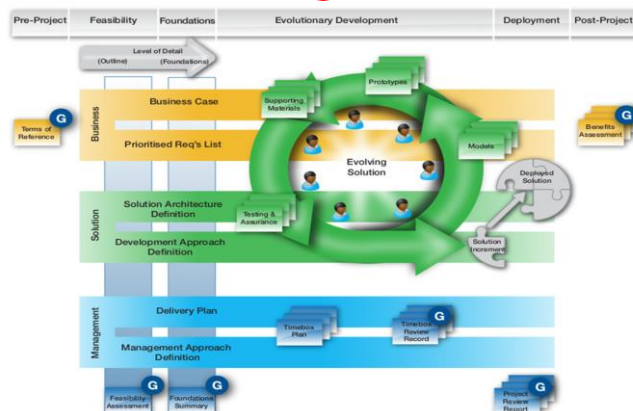 Pre-Project
Feasibility
Foundations
Evolutionary Development
Deployment
Post-Project
Level of Detail
(Outline)
(Foundations)
Business
Business Case
Prioritised Req's List
Terms of
Reference
G
Supporting
Materials
Prototypes
Models
Evolving
Solution
Testing &
Assurance
Benefits
Assessment
G
Deployed
Solution
Solution
Increment
Solution
Solution Architecture
Definition
Development Approach
Definition
Management
Delivery Plan
Management Approach
Definition
Timebox
Plan
Timebox
Review
Record
G
Feasibility
Assessment
G
Foundations
Summary
G
Project
Review
Report
G